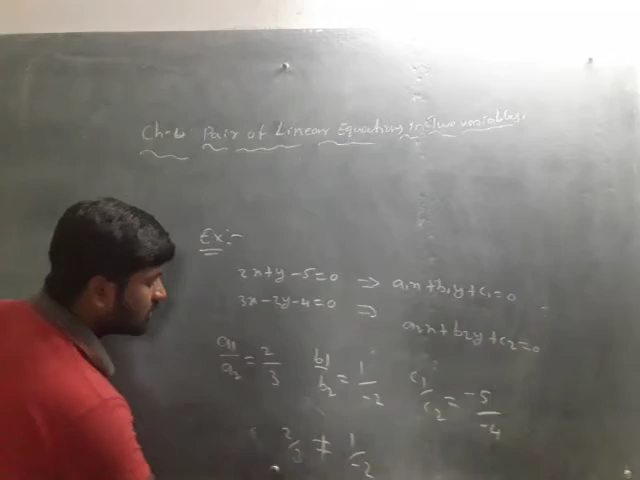 Ch-6: Pair of Linear Equations in Two variables.
Ex:-
2x+y-5=0 ⇒ a₁x+b₁y+c₁=0
3x-2y-4=0 ⇒ a₂x+b₂y+c₂=0
a₁/a₂ = 2/3 b₁/b₂ = 1/-2 c₁/c₂ = -5/-4
2/3 ≠ 1/-2